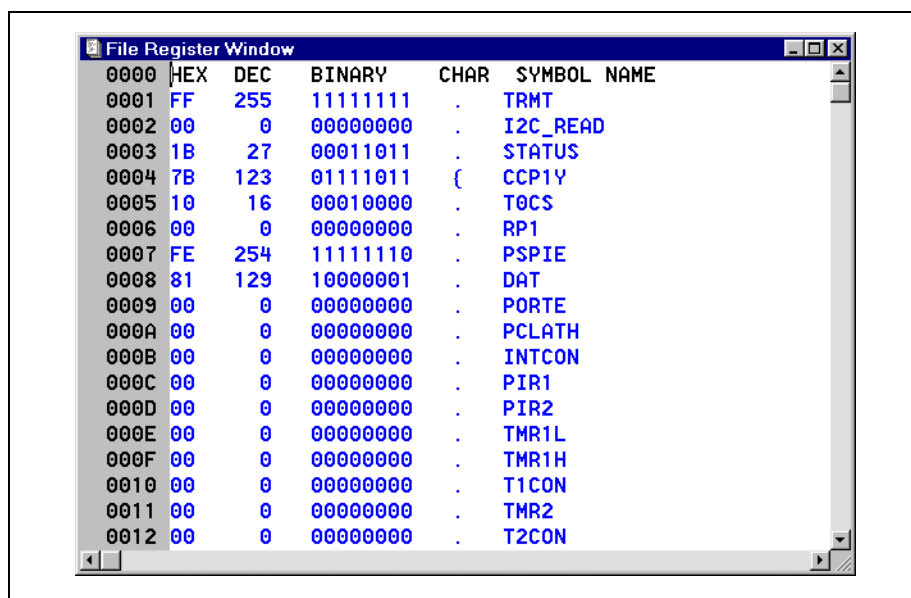 File Register Window
0000 HEX DEC BINARY CHAR SYMBOL NAME
0001 FF 255 11111111 . TRMT
0002 00 0 00000000 . I2C_READ
0003 1B 27 00011011 . STATUS
0004 7B 123 01111011 { CCP1Y
0005 10 16 00010000 . T0CS
0006 00 0 00000000 . RP1
0007 FE 254 11111110 . PSPIE
0008 81 129 10000001 . DAT
0009 00 0 00000000 . PORTE
000A 00 0 00000000 . PCLATH
000B 00 0 00000000 . INTCON
000C 00 0 00000000 . PIR1
000D 00 0 00000000 . PIR2
000E 00 0 00000000 . TMR1L
000F 00 0 00000000 . TMR1H
0010 00 0 00000000 . T1CON
0011 00 0 00000000 . TMR2
0012 00 0 00000000 . T2CON